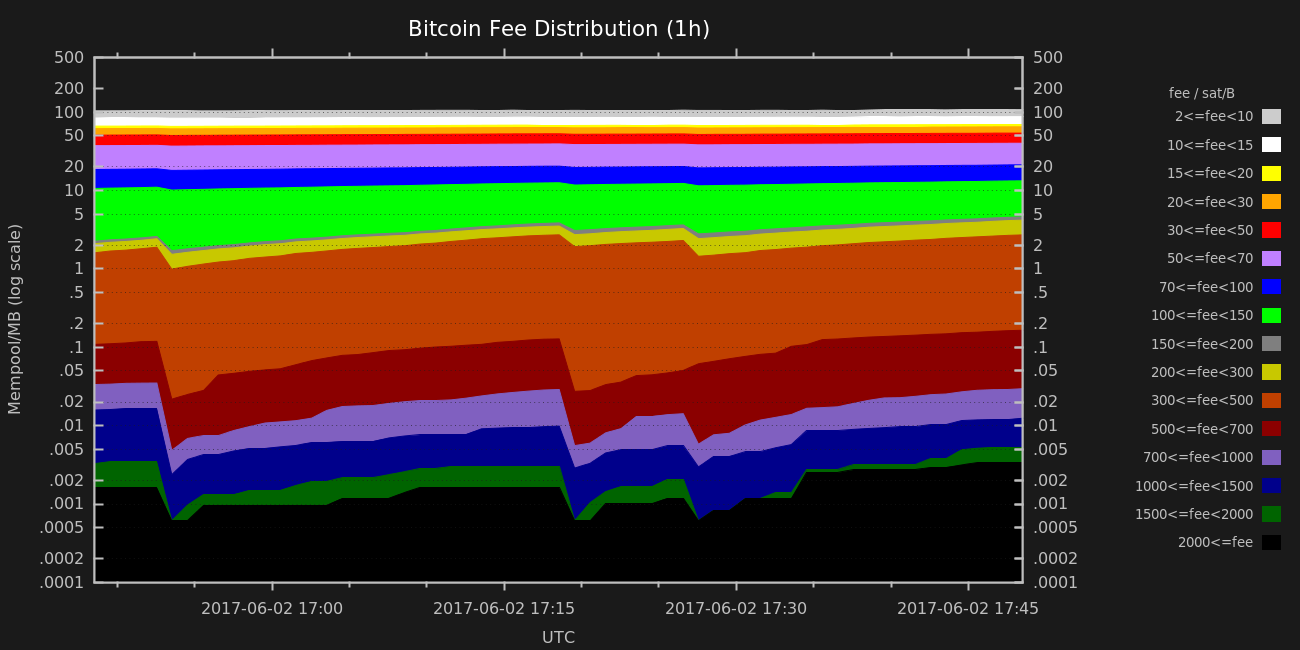 Bitcoin Fee Distribution (1h)
Mempool/MB (log scale)
500
200
100
50
20
10
5
2
1
.5
.2
.1
.05
.02
.01
.005
.002
.001
.0005
.0002
.0001
500
200
100
50
20
10
5
2
1
.5
.2
.1
.05
.02
.01
.005
.002
.001
.0005
.0002
.0001
2017-06-02 17:00 2017-06-02 17:15 2017-06-02 17:30 2017-06-02 17:45
UTC
fee / sat/B
2<=fee<10
10<=fee<15
15<=fee<20
20<=fee<30
30<=fee<50
50<=fee<70
70<=fee<100
100<=fee<150
150<=fee<200
200<=fee<300
300<=fee<500
500<=fee<700
700<=fee<1000
1000<=fee<1500
1500<=fee<2000
2000<=fee